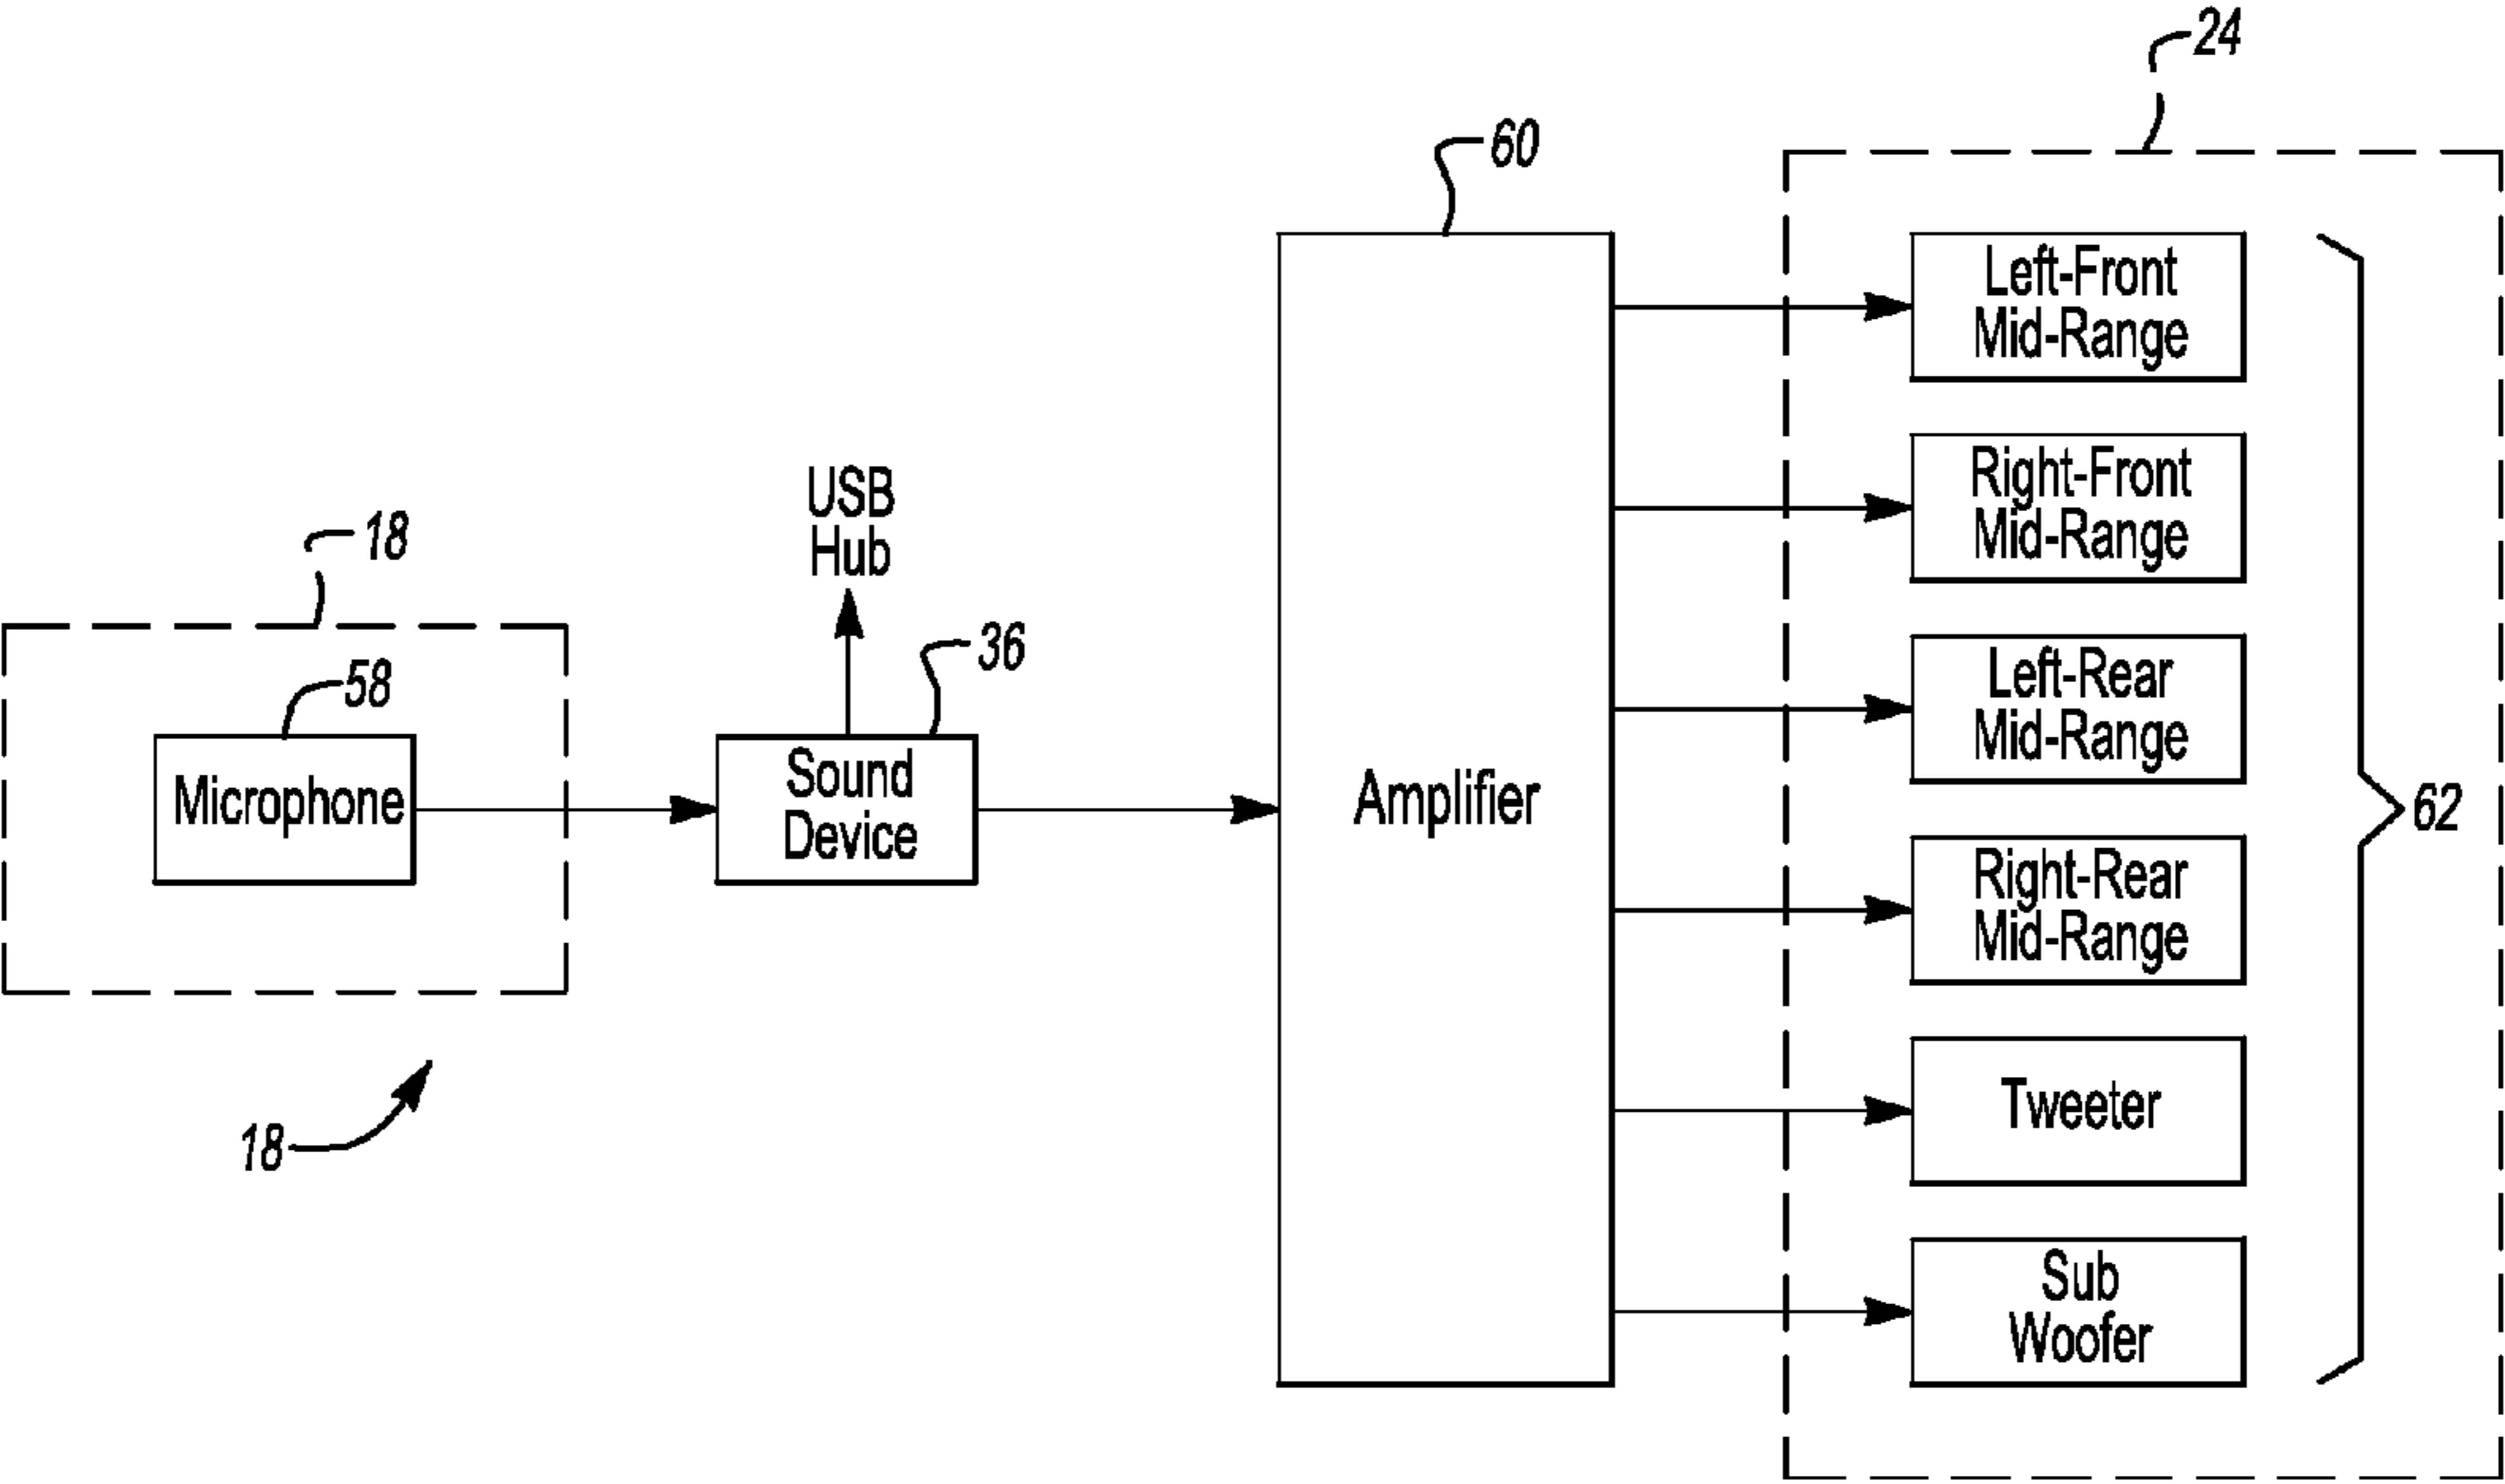 24
60
Left-Front
Mid-Range
Right-Front
Mid-Range
USB
Hub
18
36
58
Left-Rear
Mid-Range
Microphone
Sound
Device
Amplifier
62
Right-Rear
Mid-Range
18
Tweeter
Sub
Woofer